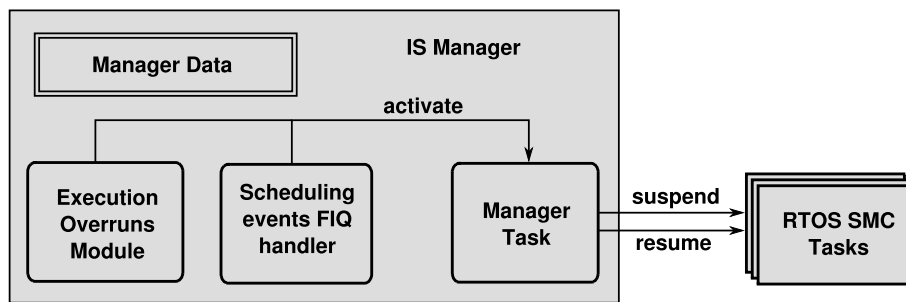 IS Manager
Manager Data
activate
Execution
Overruns
Module
Scheduling
events FIQ
handler
Manager
Task
suspend
resume
RTOS SMC
Tasks